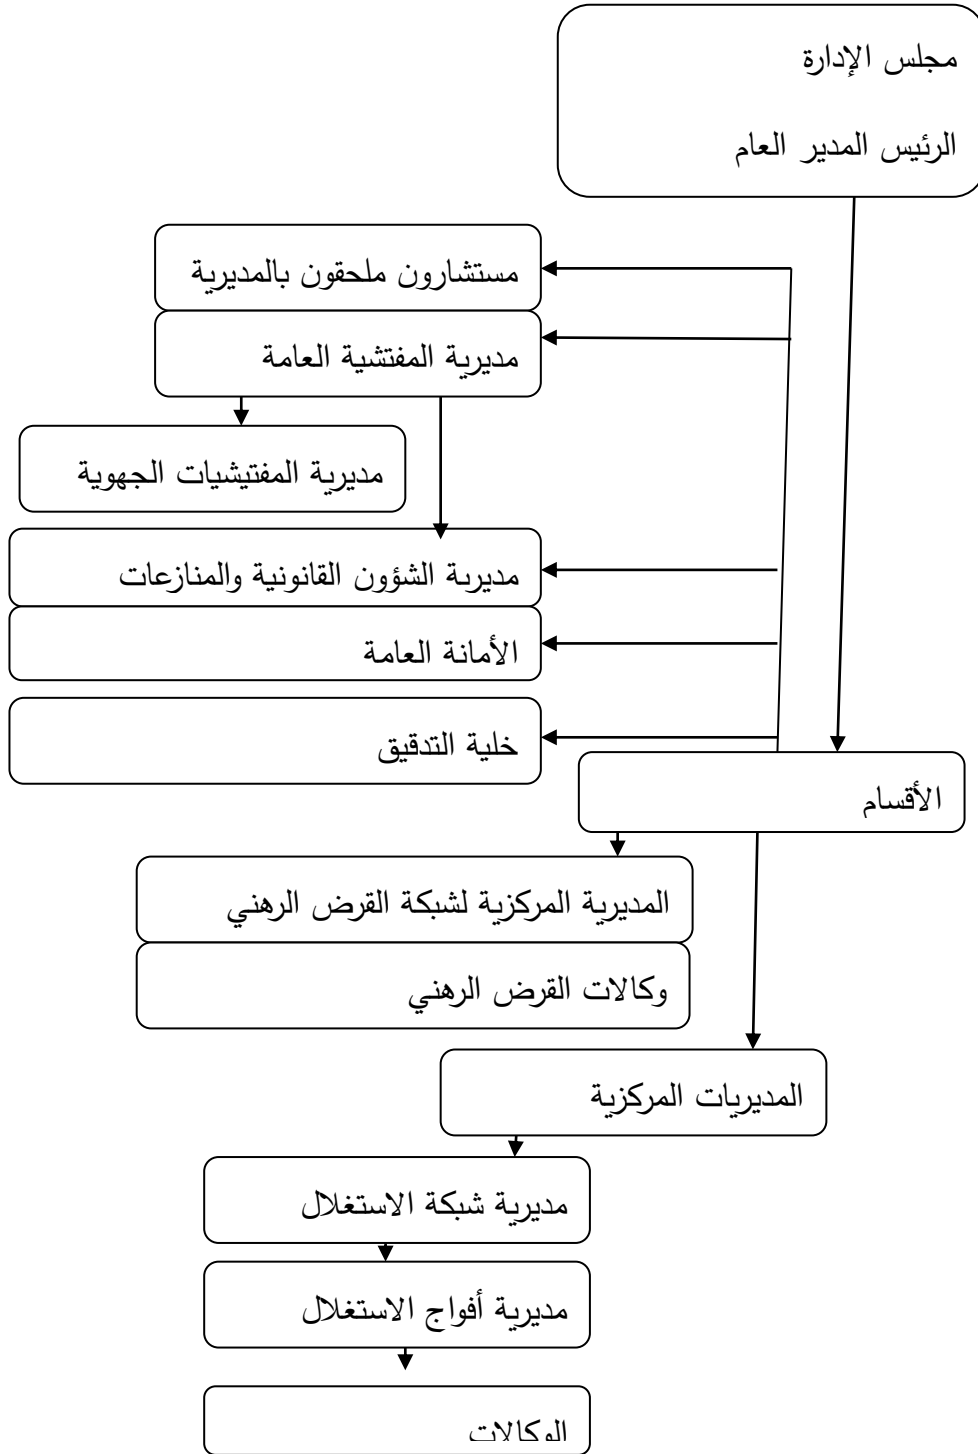 مجلس الإدارة
الرئيس المدير العام
مستشارون ملحقون بالمديرية
مديرية المفتشية العامة
مديرية المفتيشيات الجهوية
مديرية الشؤون القانونية والمنازعات
الأمانة العامة
خلية التدقيق
الأقسام
المديرية المركزية لشبكة القرض الرهني
وكالات القرض الرهني
المديريات المركزية
مديرية شبكة الاستغلال
مديرية أفواج الاستغلال
الوكالات